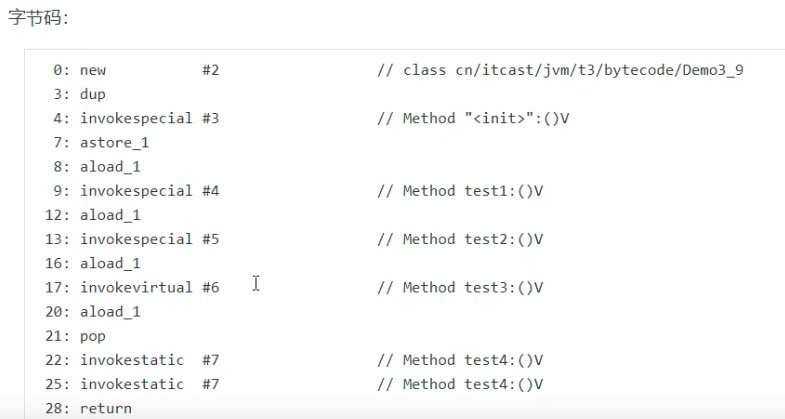 字节码：
0: new #2 // class cn/itcast/jvm/t3/bytecode/Demo3_9
3: dup
4: invokespecial #3 // Method "<init>":()V
7: astore_1
8: aload_1
9: invokespecial #4 // Method test1:()V
12: aload_1
13: invokespecial #5 // Method test2:()V
16: aload_1
17: invokevirtual #6 // Method test3:()V
20: aload_1
21: pop
22: invokestatic #7 // Method test4:()V
25: invokestatic #7 // Method test4:()V
28: return